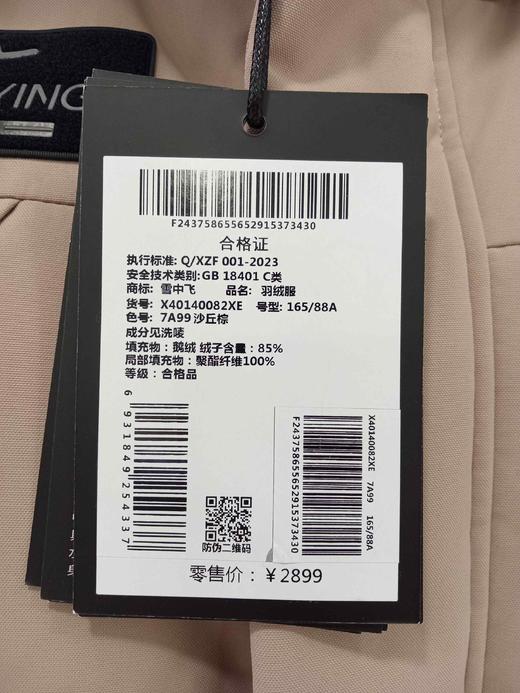 YING
F243758655652915373430
合格证
执行标准: Q/XZF 001-2023
安全技术类别:GB 18401 C类
商标: 雪中飞 品名: 羽绒服
货号: X40140082XE 号型: 165/88A
色号: 7A99 沙丘棕
成分见洗唛
填充物: 鹅绒 绒子含量: 85%
局部填充物: 聚酯纤维100%
等级: 合格品
6931849254337
X40140082XE 7A99 165/88A
F243758655652915373430
防伪二维码
零售价: ¥2899